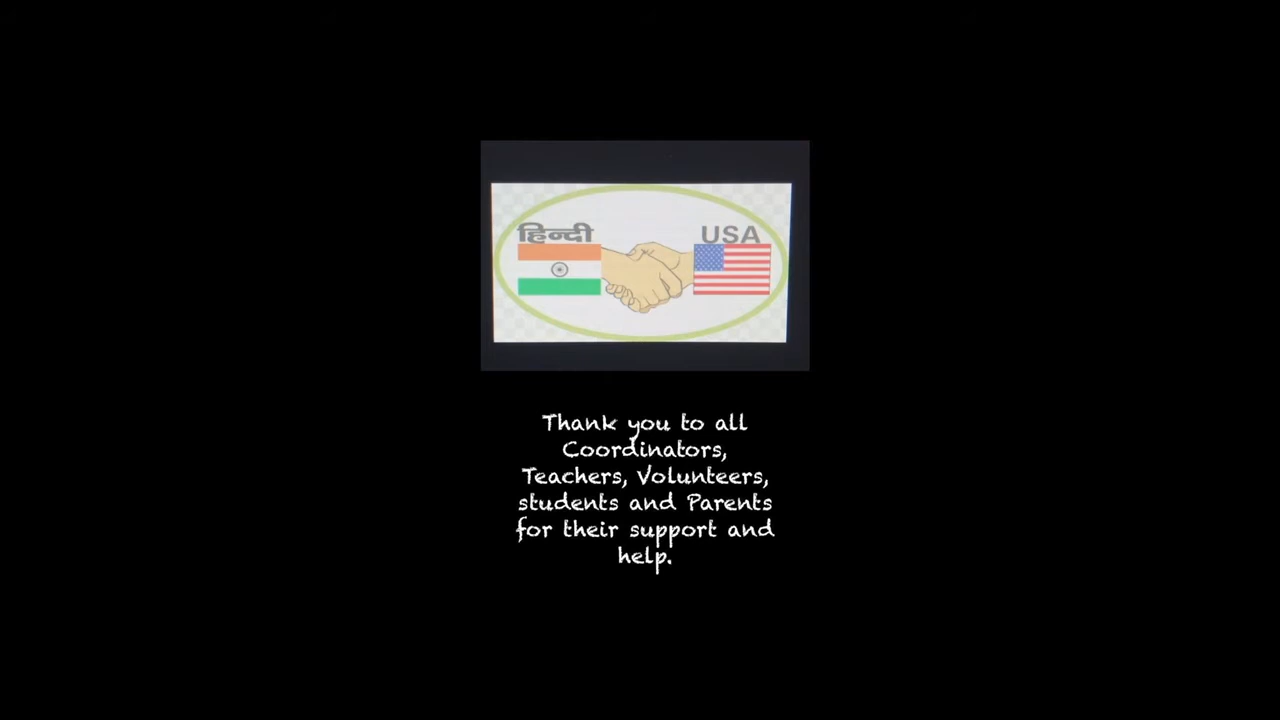 हिन्दी USA
Thank you to all
Coordinators,
Teachers, Volunteers,
students and Parents
for their support and
help.